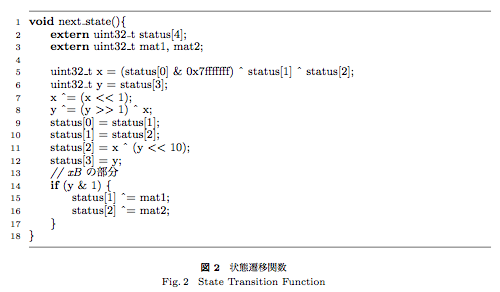 1 void next_state(){
2 extern uint32_t status[4];
3 extern uint32_t mat1, mat2;
4
5 uint32_t x = (status[0] & 0x7fffffff) ^ status[1] ^ status[2];
6 uint32_t y = status[3];
7 x ^= (x << 1);
8 y ^= (y >> 1) ^ x;
9 status[0] = status[1];
10 status[1] = status[2];
11 status[2] = x ^ (y << 10);
12 status[3] = y;
13 // xB の部分
14 if (y & 1) {
15 status[1] ^= mat1;
16 status[2] ^= mat2;
17 }
18 }
図 2 状態遷移関数
Fig. 2 State Transition Function